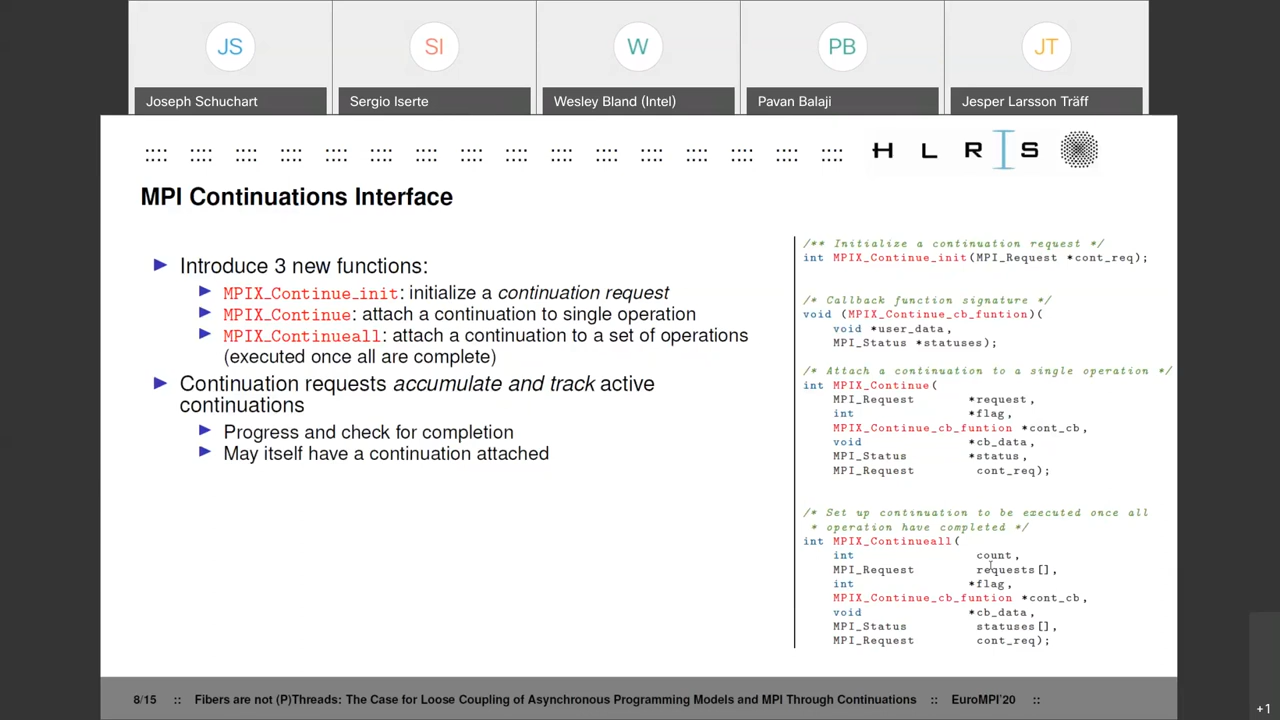 JS SI W PB JT
Joseph Schuchart Sergio Iserte Wesley Bland (Intel) Pavan Balaji Jesper Larsson Träff
H L R I S
MPI Continuations Interface
Introduce 3 new functions:
MPIX_Continue_init: initialize a continuation request
MPIX_Continue: attach a continuation to single operation
MPIX_Continueall: attach a continuation to a set of operations
(executed once all are complete)
Continuation requests accumulate and track active
continuations
Progress and check for completion
May itself have a continuation attached
/** Initialize a continuation request */
int MPIX_Continue_init(MPI_Request *cont_req);
/* Callback function signature */
void (MPIX_Continue_cb_funtion)(
void *user_data,
MPI_Status *statuses);
/* Attach a continuation to a single operation */
int MPIX_Continue(
MPI_Request *request,
int *flag,
MPIX_Continue_cb_funtion *cont_cb,
void *cb_data,
MPI_Status *status,
MPI_Request cont_req);
/* Set up continuation to be executed once all
* operation have completed */
int MPIX_Continueall(
int count,
MPI_Request requests[],
int *flag,
MPIX_Continue_cb_funtion *cont_cb,
void *cb_data,
MPI_Status statuses[],
MPI_Request cont_req);
8/15 :: Fibers are not (P)Threads: The Case for Loose Coupling of Asynchronous Programming Models and MPI Through Continuations :: EuroMPI'20 ::
+1